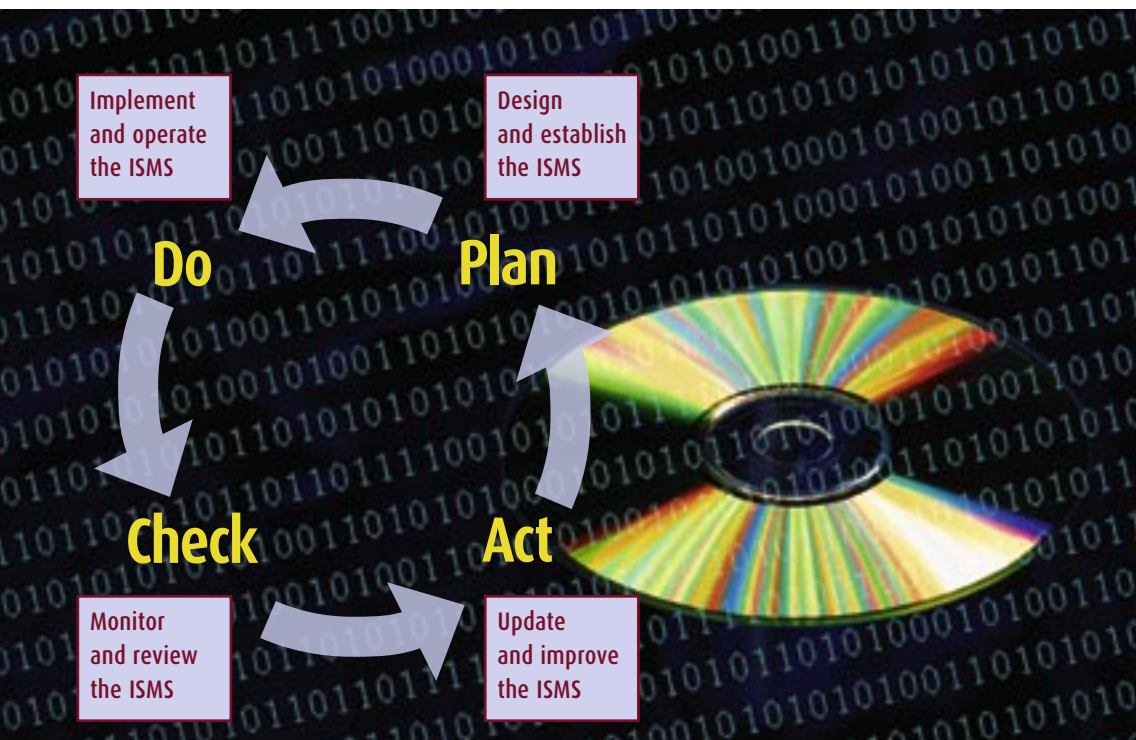 Implement
and operate
the ISMS
Design
and establish
the ISMS
Do
Plan
Check
Act
Monitor
and review
the ISMS
Update
and improve
the ISMS